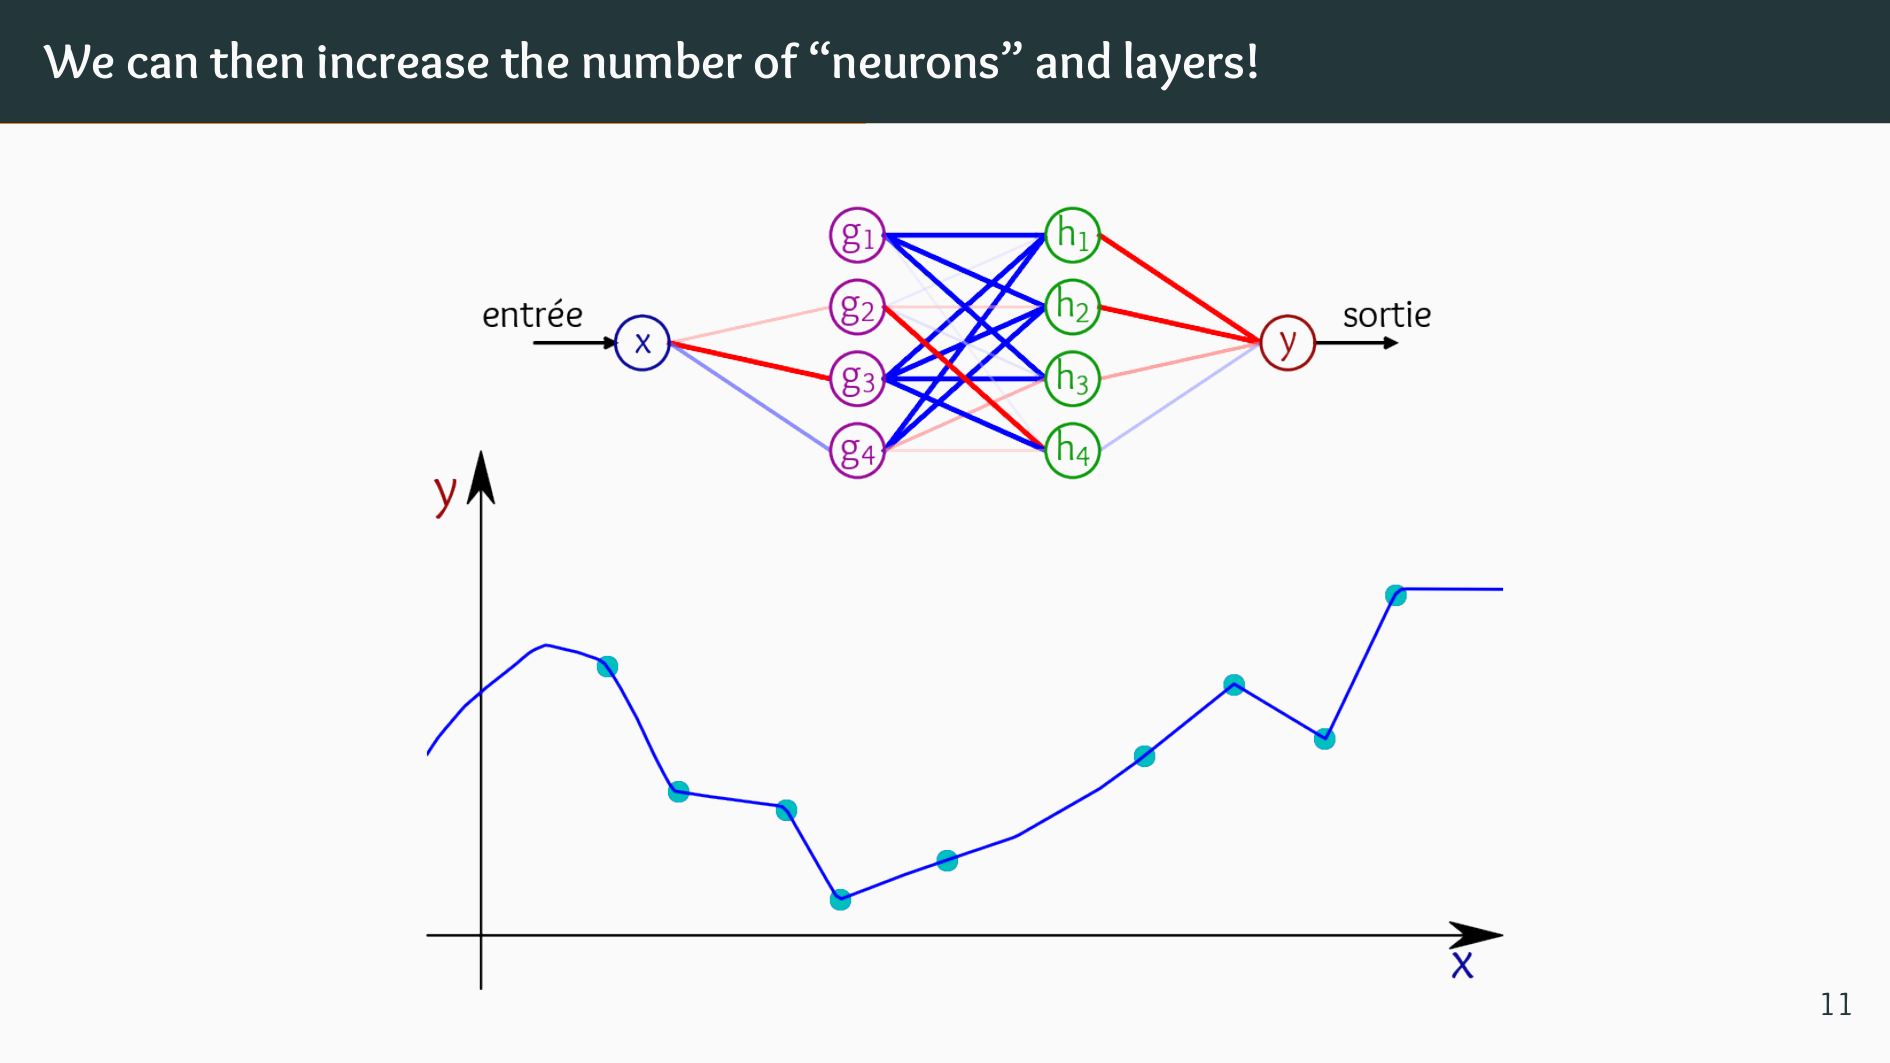 We can then increase the number of “neurons” and layers!
g1 h1
g2 h2
entrée x y sortie
g3 h3
g4 h4
y
x
11